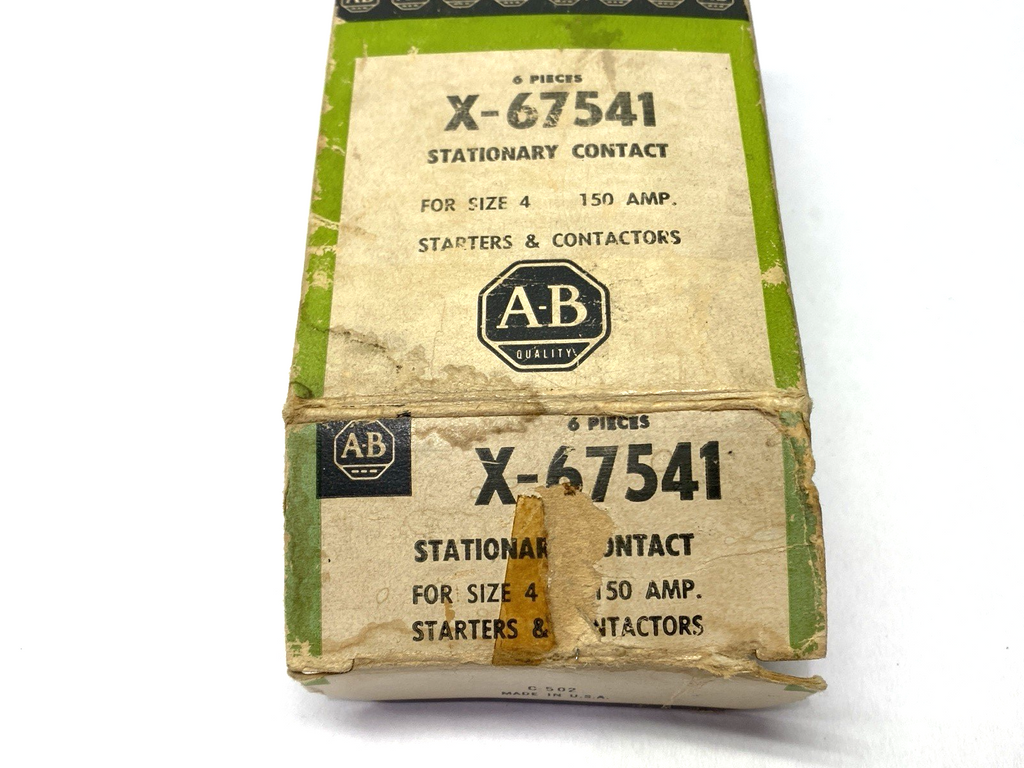 6 PIECES
X-67541
STATIONARY CONTACT
FOR SIZE 4 150 AMP.
STARTERS & CONTACTORS
A-B
QUALITY
A-B
6 PIECES
X-67541
STATIONAR ONTACT
FOR SIZE 4 150 AMP.
STARTERS & NTACTORS
C-502
MADE IN U.S.A.